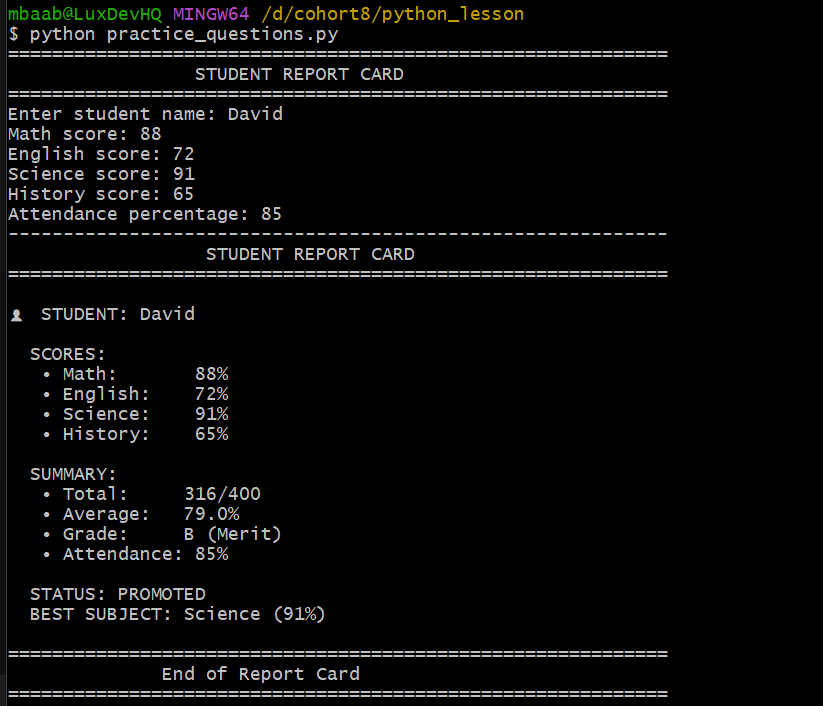 mbaab@LuxDevHQ MINGW64 /d/cohort8/python_lesson
$ python practice_questions.py
============================================================
                 STUDENT REPORT CARD
============================================================
Enter student name: David
Math score: 88
English score: 72
Science score: 91
History score: 65
Attendance percentage: 85
------------------------------------------------------------
                  STUDENT REPORT CARD
============================================================
👤 STUDENT: David
  SCORES:
   • Math:       88%
   • English:    72%
   • Science:    91%
   • History:    65%
  SUMMARY:
   • Total:     316/400
   • Average:   79.0%
   • Grade:     B (Merit)
   • Attendance: 85%
  STATUS: PROMOTED
  BEST SUBJECT: Science (91%)
============================================================
              End of Report Card
============================================================